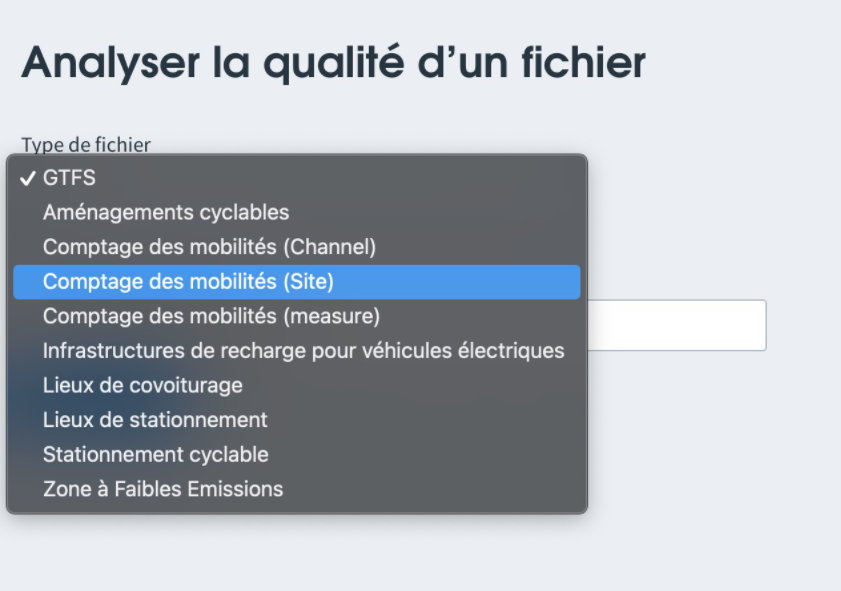 Analyser la qualité d’un fichier
Type de fichier
✓ GTFS
Aménagements cyclables
Comptage des mobilités (Channel)
Comptage des mobilités (Site)
Comptage des mobilités (measure)
Infrastructures de recharge pour véhicules électriques
Lieux de covoiturage
Lieux de stationnement
Stationnement cyclable
Zone à Faibles Emissions